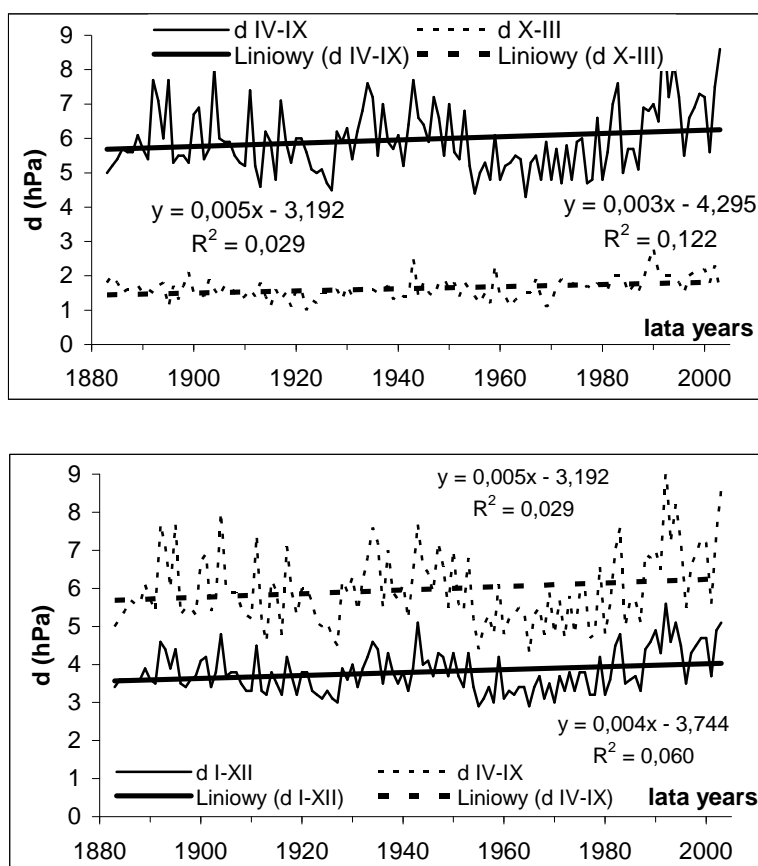 d IV-IX d X-III
Liniowy (d IV-IX) Liniowy (d X-III)
9
8
7
6
5
4
3
2
1
0
d (hPa)
y = 0,005x - 3,192
R² = 0,029
y = 0,003x - 4,295
R² = 0,122
lata years
1880 1900 1920 1940 1960 1980 2000
9
8
7
6
5
4
3
2
1
0
d (hPa)
y = 0,005x - 3,192
R² = 0,029
y = 0,004x - 3,744
R² = 0,060
d I-XII d IV-IX
Liniowy (d I-XII) Liniowy (d IV-IX)
lata years
1880 1900 1920 1940 1960 1980 2000